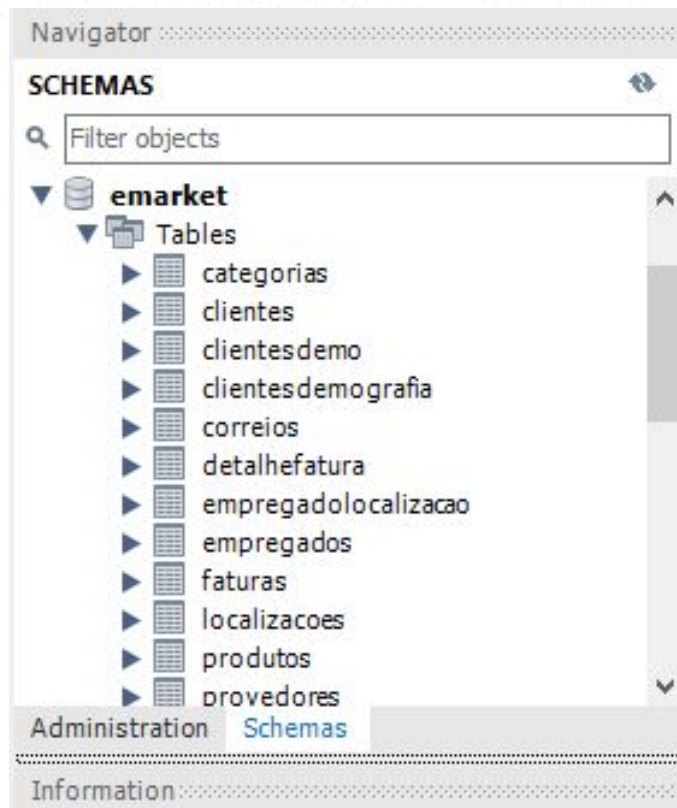 Navigator
SCHEMAS
Filter objects
emarket
Tables
categorias
clientes
clientesdemo
clientesdemografia
correios
detalhefatura
empregadolocalizacao
empregados
faturas
localizacoes
produtos
provedores
Administration Schemas
Information